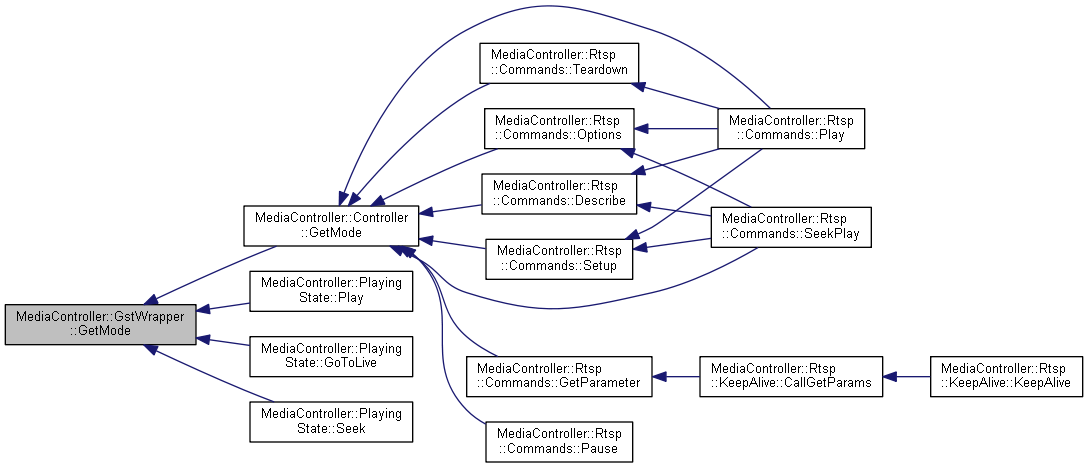 MediaController::Rtsp
::Commands::Teardown
MediaController::Rtsp
::Commands::Options
MediaController::Rtsp
::Commands::Play
MediaController::Rtsp
::Commands::Describe
MediaController::Controller
::GetMode
MediaController::Rtsp
::Commands::SeekPlay
MediaController::Rtsp
::Commands::Setup
MediaController::Playing
State::Play
MediaController::GstWrapper
::GetMode
MediaController::Playing
State::GoToLive
MediaController::Rtsp
::Commands::GetParameter
MediaController::Rtsp
::KeepAlive::CallGetParams
MediaController::Rtsp
::KeepAlive::KeepAlive
MediaController::Playing
State::Seek
MediaController::Rtsp
::Commands::Pause